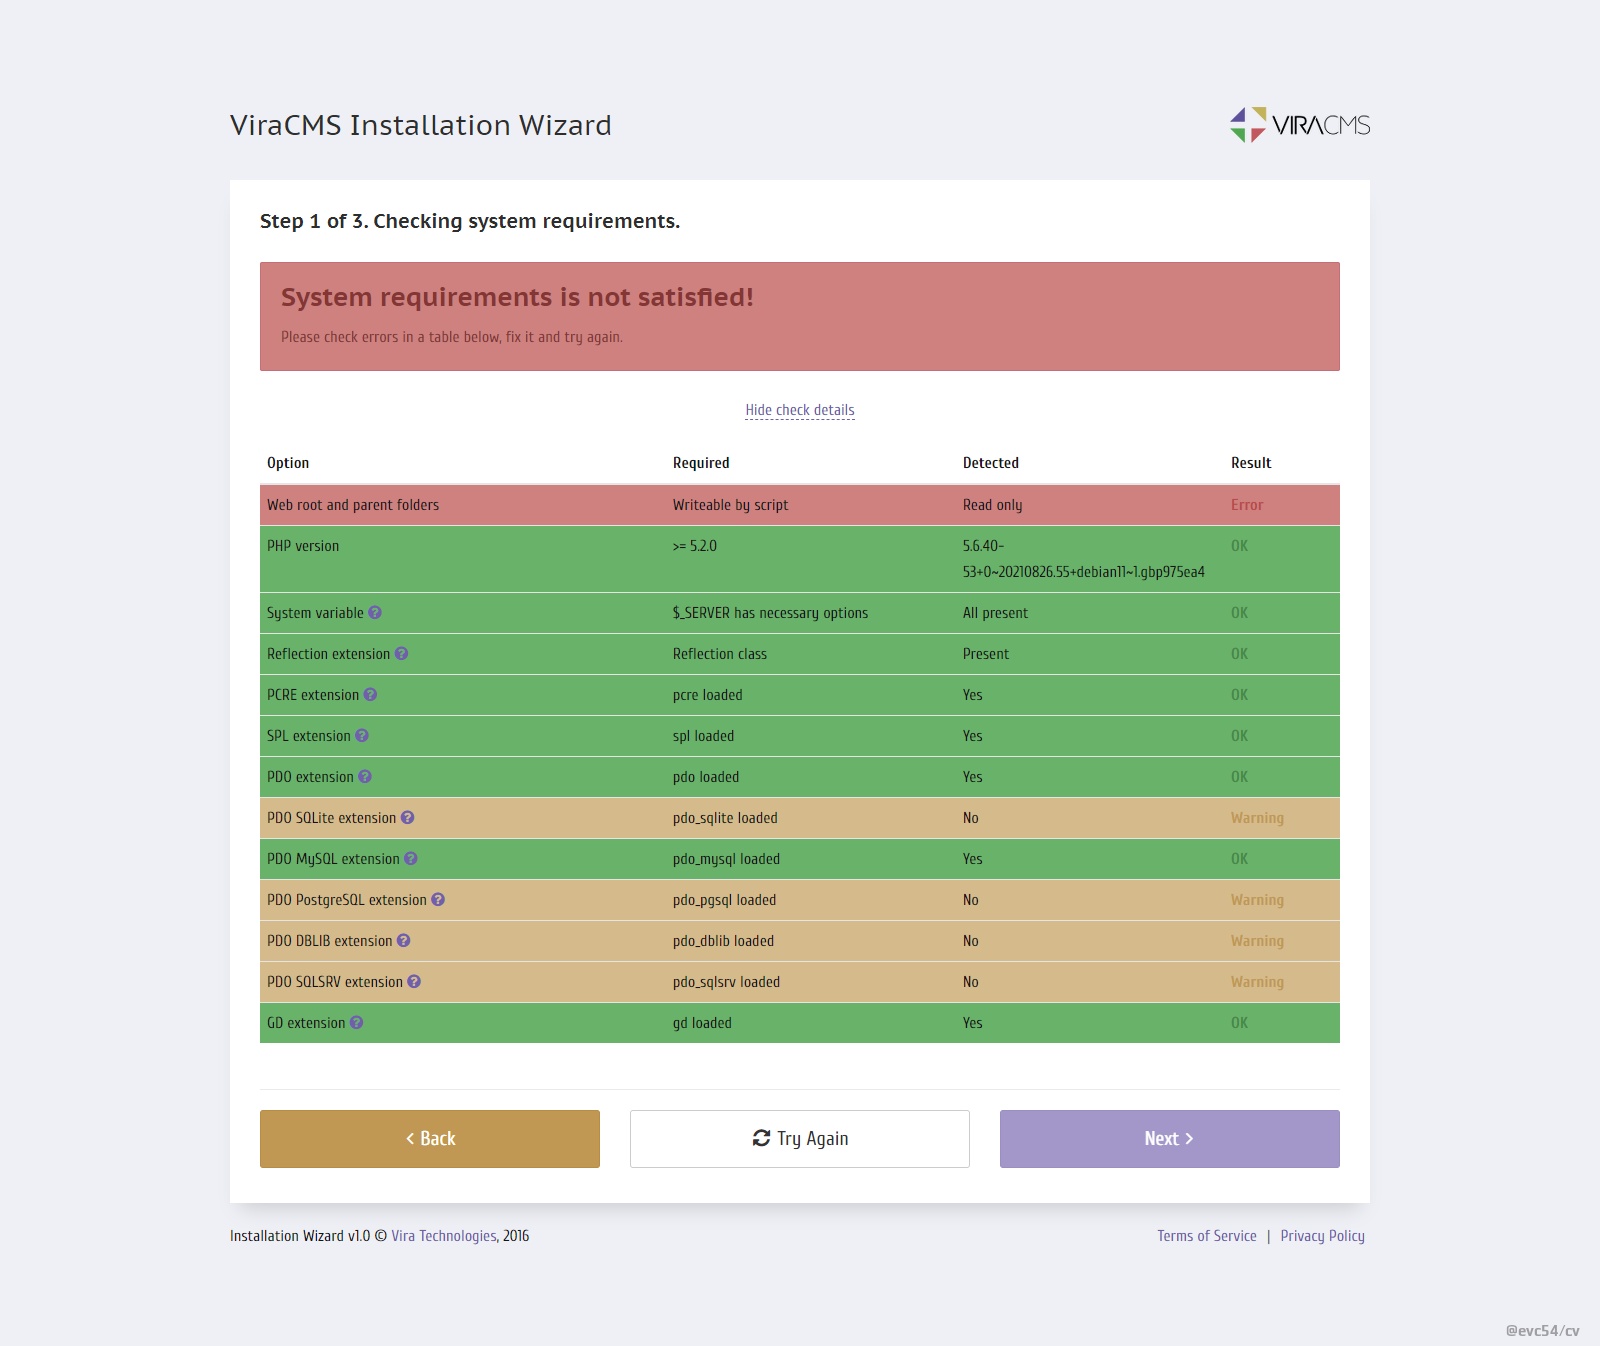 ViraCMS Installation Wizard
VIRACMS
Step 1 of 3. Checking system requirements.
System requirements is not satisfied!
Please check errors in a table below, fix it and try again.
Hide check details
Option Required Detected Result
Web root and parent folders Writeable by script Read only Error
PHP version >= 5.2.0 5.6.40- OK
53+0~20210826.55+debian11~1.gbp975ea4
System variable ? $_SERVER has necessary options All present OK
Reflection extension ? Reflection class Present OK
PCRE extension ? pcre loaded Yes OK
SPL extension ? spl loaded Yes OK
PDO extension ? pdo loaded Yes OK
PDO SQLite extension ? pdo_sqlite loaded No Warning
PDO MySQL extension ? pdo_mysql loaded Yes OK
PDO PostgreSQL extension ? pdo_pgsql loaded No Warning
PDO DBLIB extension ? pdo_dblib loaded No Warning
PDO SQLSRV extension ? pdo_sqlsrv loaded No Warning
GD extension ? gd loaded Yes OK
< Back Try Again Next >
Installation Wizard v1.0 © Vira Technologies, 2016 Terms of Service | Privacy Policy
@evc54/cv